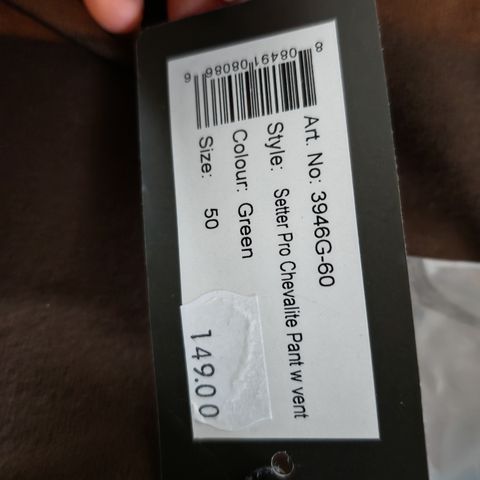 Art. No: 3946G-60
Style: Setter Pro Chevalite Pant w vent
Colour: Green
Size: 50
149.00